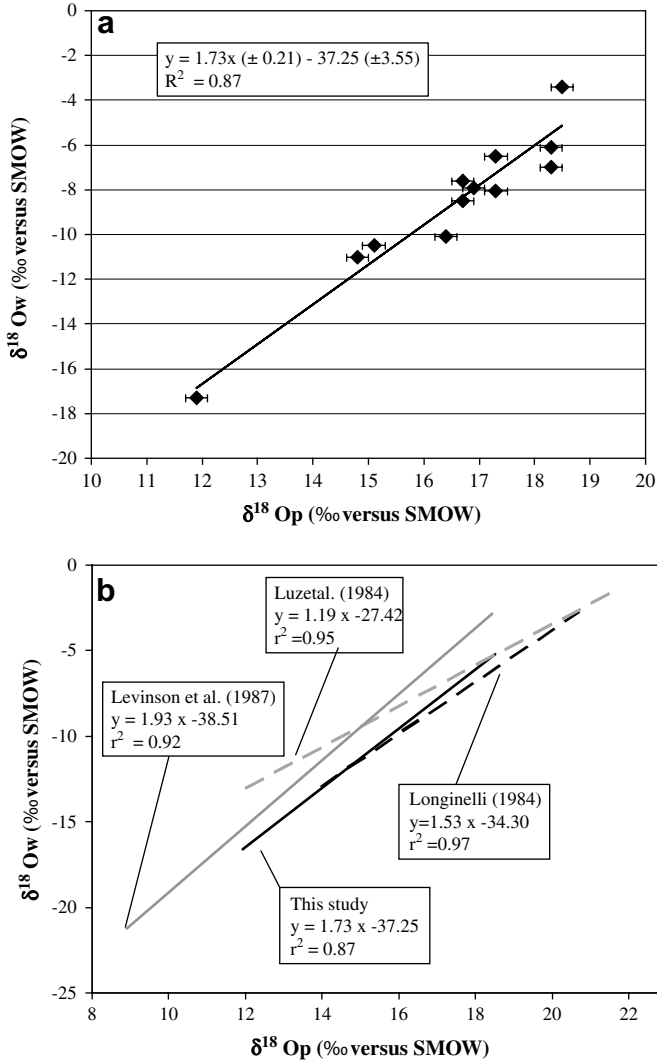 a
0
-2
-4
-6
-8
-10
-12
-14
-16
-18
-20
y = 1.73x (± 0.21) - 37.25 (±3.55)
R² = 0.87
δ¹⁸ Ow (‰ versus SMOW)
10 11 12 13 14 15 16 17 18 19 20
δ¹⁸ Op (‰ versus SMOW)
b
0
-5
-10
-15
-20
-25
Luzetal. (1984)
y = 1.19 x -27.42
r² =0.95
Levinson et al. (1987)
y = 1.93 x -38.51
r² = 0.92
Longinelli (1984)
y=1.53 x -34.30
r² =0.97
This study
y = 1.73 x -37.25
r² = 0.87
δ¹⁸ Ow (‰ versus SMOW)
8 10 12 14 16 18 20 22
δ¹⁸ Op (‰ versus SMOW)